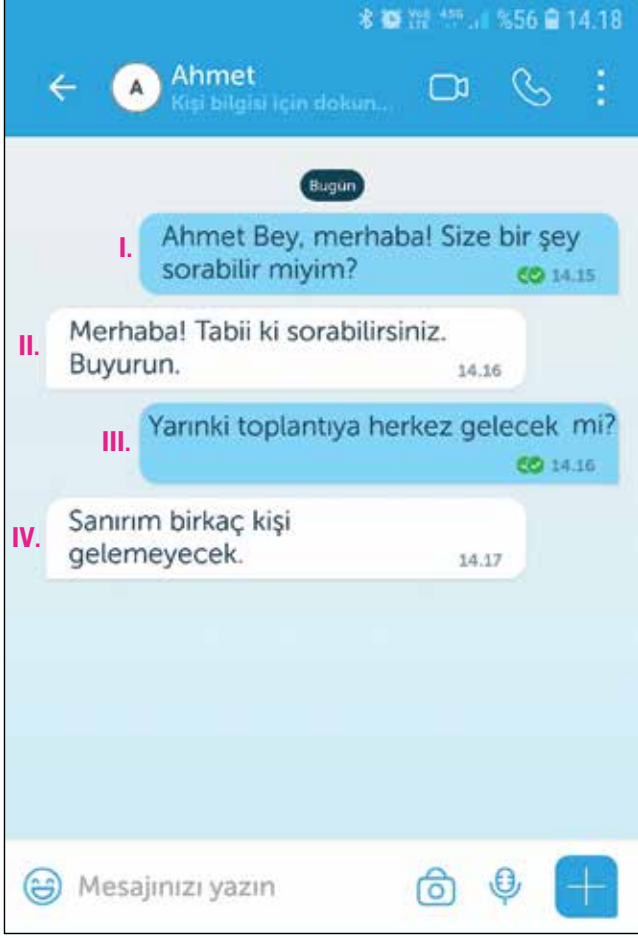 %56 14.18
Ahmet
A
Kişi bilgisi için dokun...
Bugün
I.
Ahmet Bey, merhaba! Size bir şey
sorabilir miyim?
14.15
II.
Merhaba! Tabii ki sorabilirsiniz.
Buyurun.
14.16
III.
Yarınki toplantıya herkez gelecek mi?
14.16
IV.
Sanırım birkaç kişi
gelemeyecek.
14.17
Mesajınızı yazın